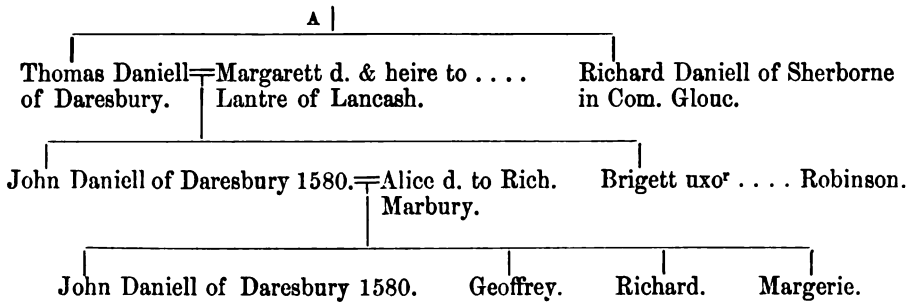 A
Thomas Daniell=Margarett d. & heire to .... Richard Daniell of Sherborne
of Daresbury. Lantre of Lancash. in Com. Glouc.
John Daniell of Daresbury 1580.=Alice d. to Rich. Brigett uxoʳ .... Robinson.
Marbury.
John Daniell of Daresbury 1580. Geoffrey. Richard. Margerie.